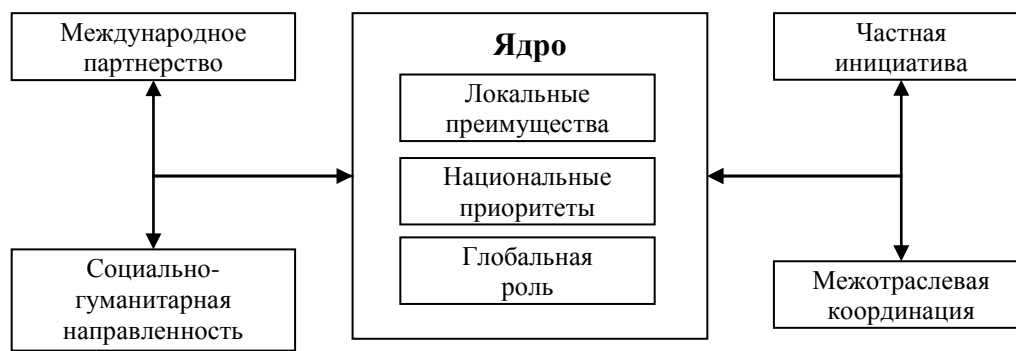 Международное
партнерство
Социально-
гуманитарная
направленность
Ядро
Локальные
преимущества
Национальные
приоритеты
Глобальная
роль
Частная
инициатива
Межотраслевая
координация